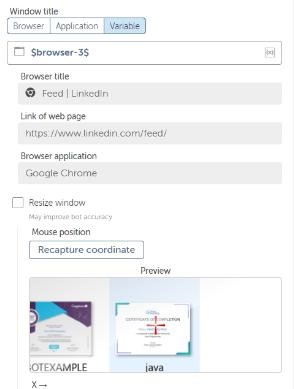 Window title
Browser Application Variable
$browser-3$
Browser title
Feed | LinkedIn
Link of web page
https://www.linkedin.com/feed/
Browser application
Google Chrome
Resize window
May improve bot accuracy
Mouse position
Recapture coordinate
Preview
CERTIFICATE OF COMPLETION
GOTEXAMPLE java
X→